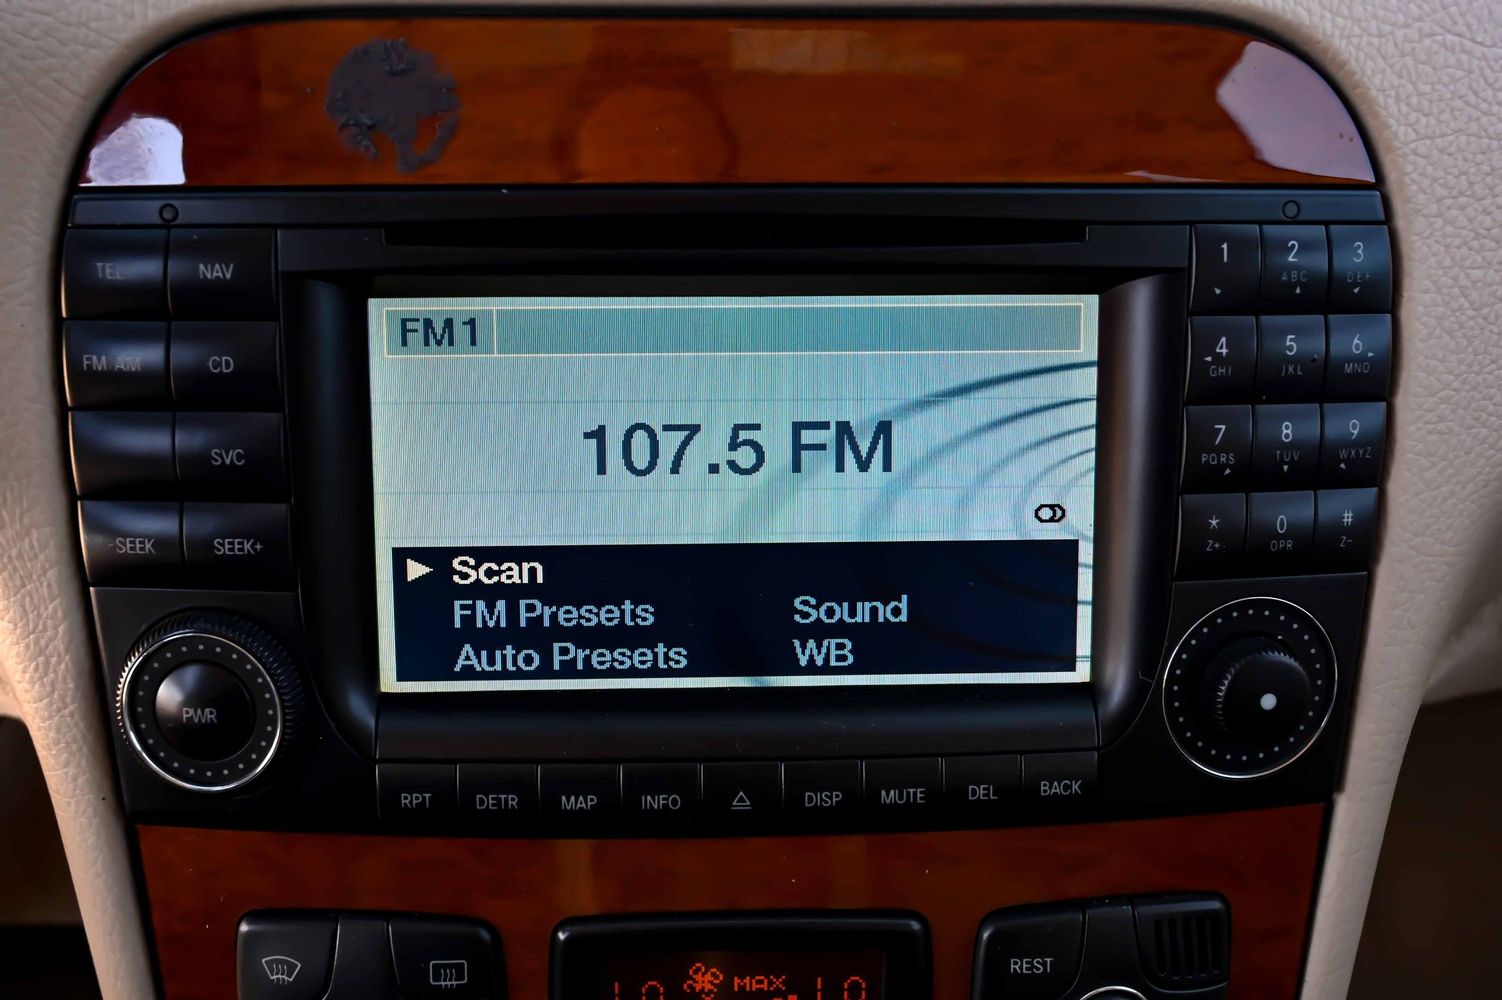 TEL NAV
FM/AM CD
SVC
-SEEK SEEK+
PWR
FM1
107.5 FM
Scan
FM Presets Sound
Auto Presets WB
1 2 ABC 3 DEF
4 GHI 5 JKL 6 MNO
7 PQRS 8 TUV 9 WXYZ
* Z+ 0 OPR # Z-
RPT DETR MAP INFO DISP MUTE DEL BACK
MAX
REST